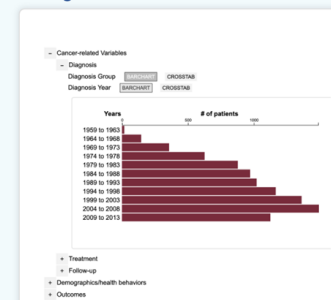 − Cancer-related Variables
− Diagnosis
Diagnosis Group BARCHART CROSSTAB
Diagnosis Year BARCHART CROSSTAB
Years # of patients
0 500 1000
1959 to 1963
1964 to 1968
1969 to 1973
1974 to 1978
1979 to 1983
1984 to 1988
1989 to 1993
1994 to 1998
1999 to 2003
2004 to 2008
2009 to 2013
+ Treatment
+ Follow-up
+ Demographics/health behaviors
+ Outcomes